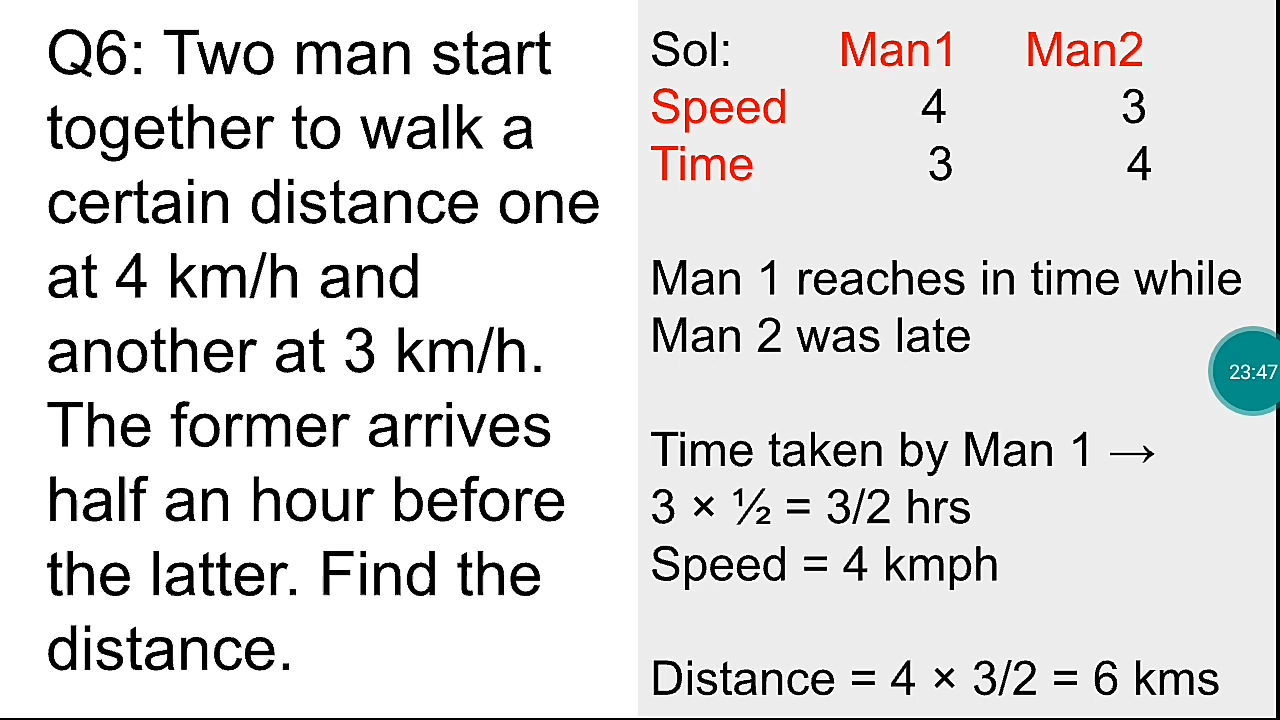 Q6: Two man start
together to walk a
certain distance one
at 4 km/h and
another at 3 km/h.
The former arrives
half an hour before
the latter. Find the
distance.
Sol: Man1 Man2
Speed 4 3
Time 3 4
Man 1 reaches in time while
Man 2 was late
Time taken by Man 1 →
3 × ½ = 3/2 hrs
Speed = 4 kmph
Distance = 4 × 3/2 = 6 kms
23:47